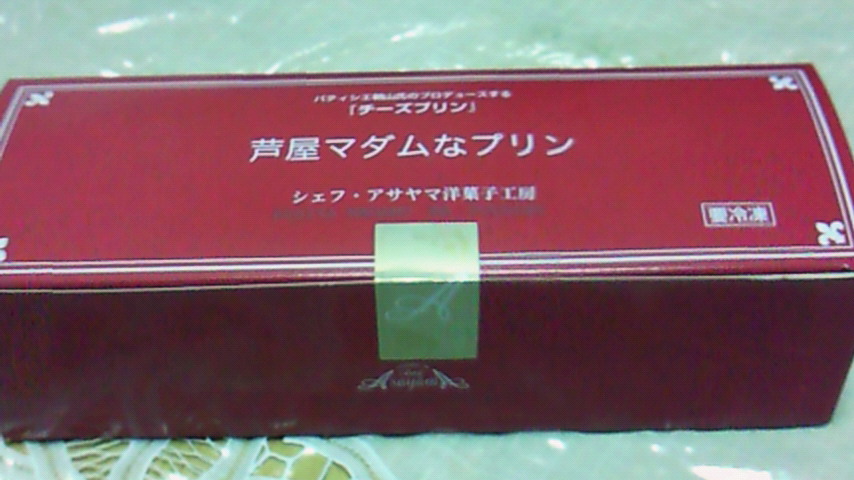 パティシエ朝山氏のプロデュースする
『チーズプリン』
芦屋マダムなプリン
シェフ・アサヤマ洋菓子工房
要冷凍
A